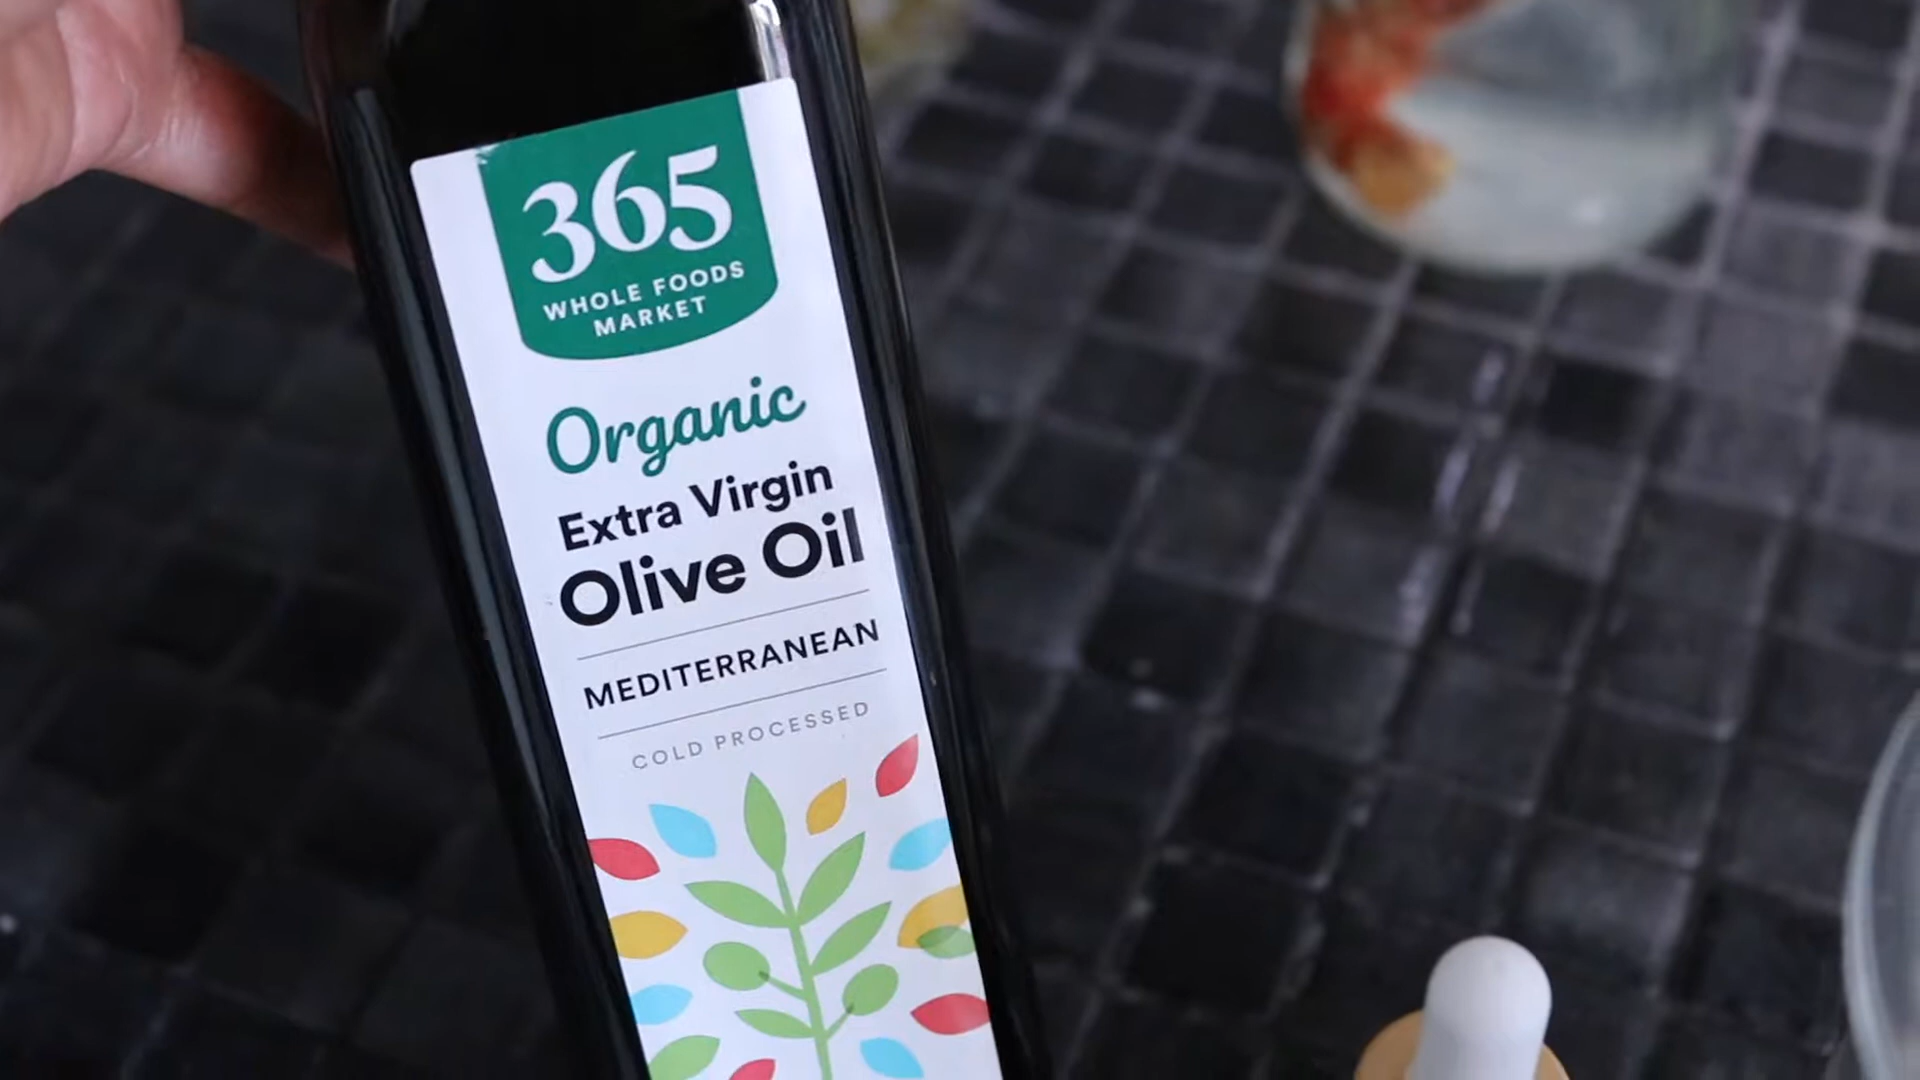 365
WHOLE FOODS
MARKET
Organic
Extra Virgin
Olive Oil
MEDITERRANEAN
COLD PROCESSED